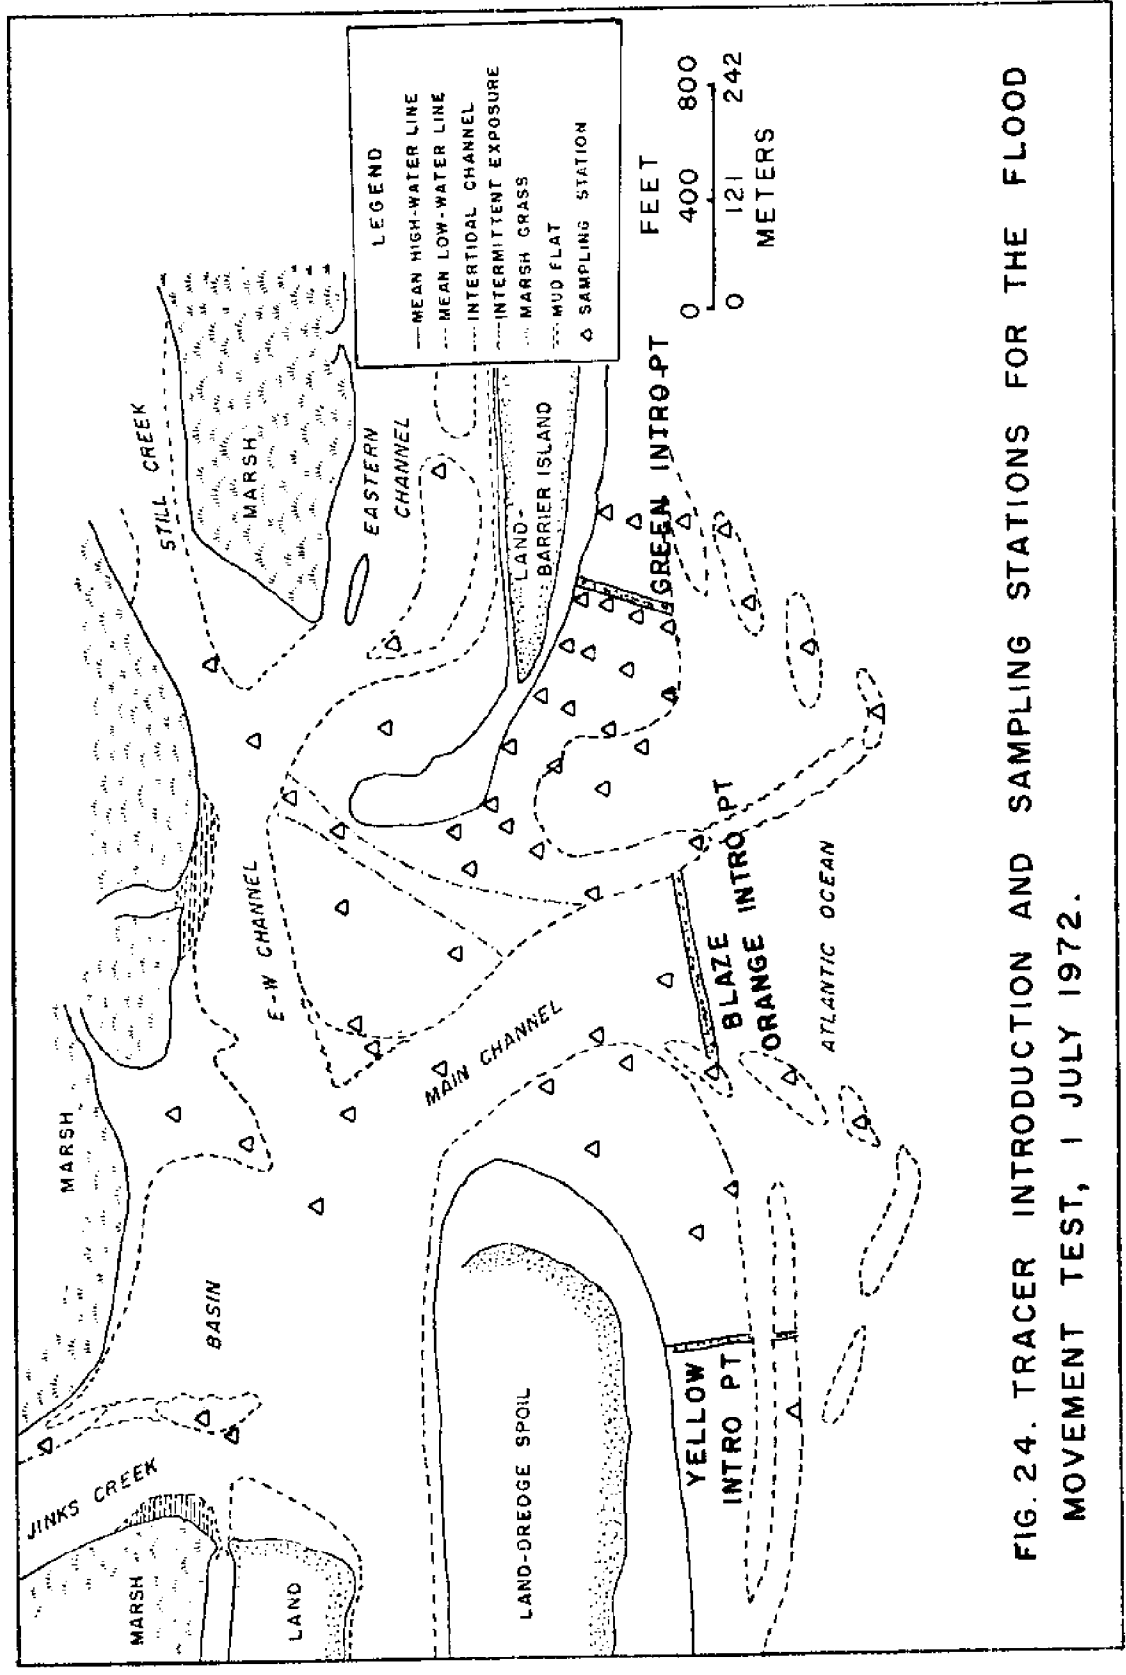 STILL CREEK
MARSH
EASTERN
CHANNEL
LAND-
BARRIER ISLAND
GREEN INTRO-PT
LEGEND
MEAN HIGH-WATER LINE
MEAN LOW-WATER LINE
INTERTIDAL CHANNEL
INTERMITTENT EXPOSURE
MARSH GRASS
MUD FLAT
SAMPLING STATION
FEET
0 400 800
0 121 242
METERS
MARSH
E-W CHANNEL
MAIN CHANNEL
BLAZE
ORANGE INTRO PT
ATLANTIC OCEAN
BASIN
JINKS CREEK
MARSH
LAND
LAND-DREDGE SPOIL
YELLOW
INTRO PT
FIG. 24. TRACER INTRODUCTION AND SAMPLING STATIONS FOR THE FLOOD
MOVEMENT TEST, 1 JULY 1972.